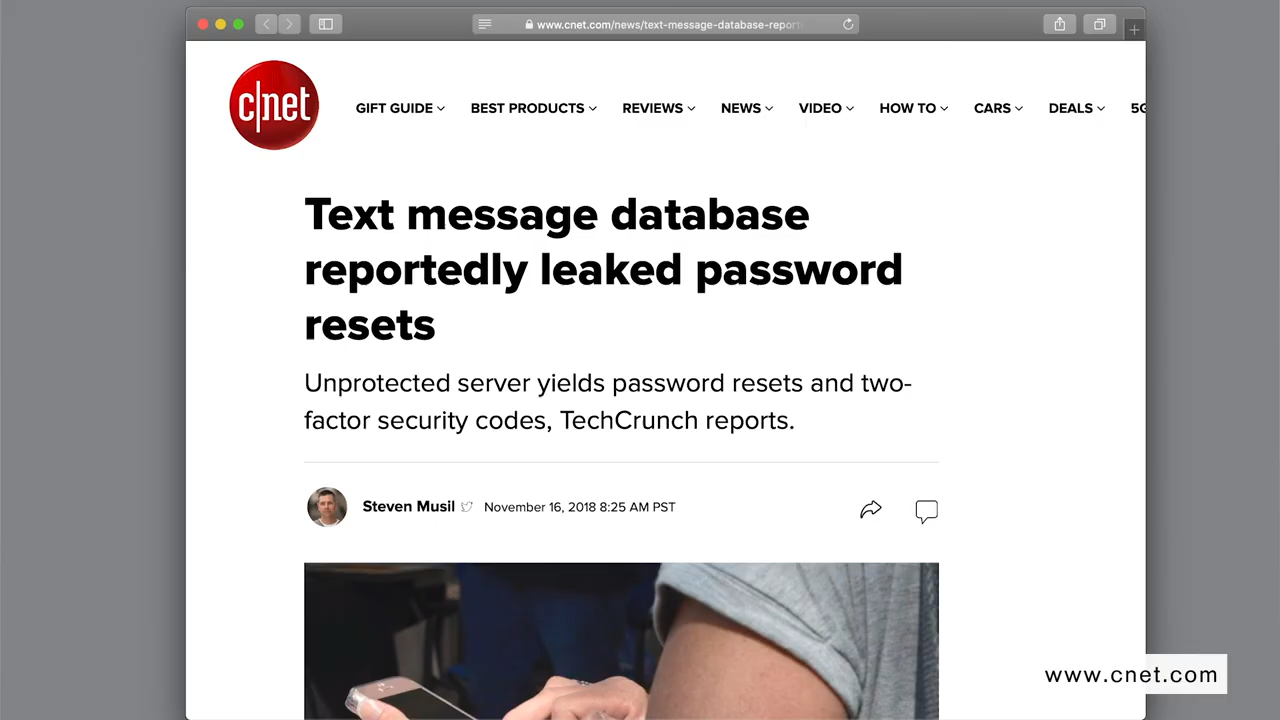 www.cnet.com/news/text-message-database-report
c|net
GIFT GUIDE
BEST PRODUCTS
REVIEWS
NEWS
VIDEO
HOW TO
CARS
DEALS
5G
Text message database
reportedly leaked password
resets
Unprotected server yields password resets and two-
factor security codes, TechCrunch reports.
Steven Musil
November 16, 2018 8:25 AM PST
www.cnet.com